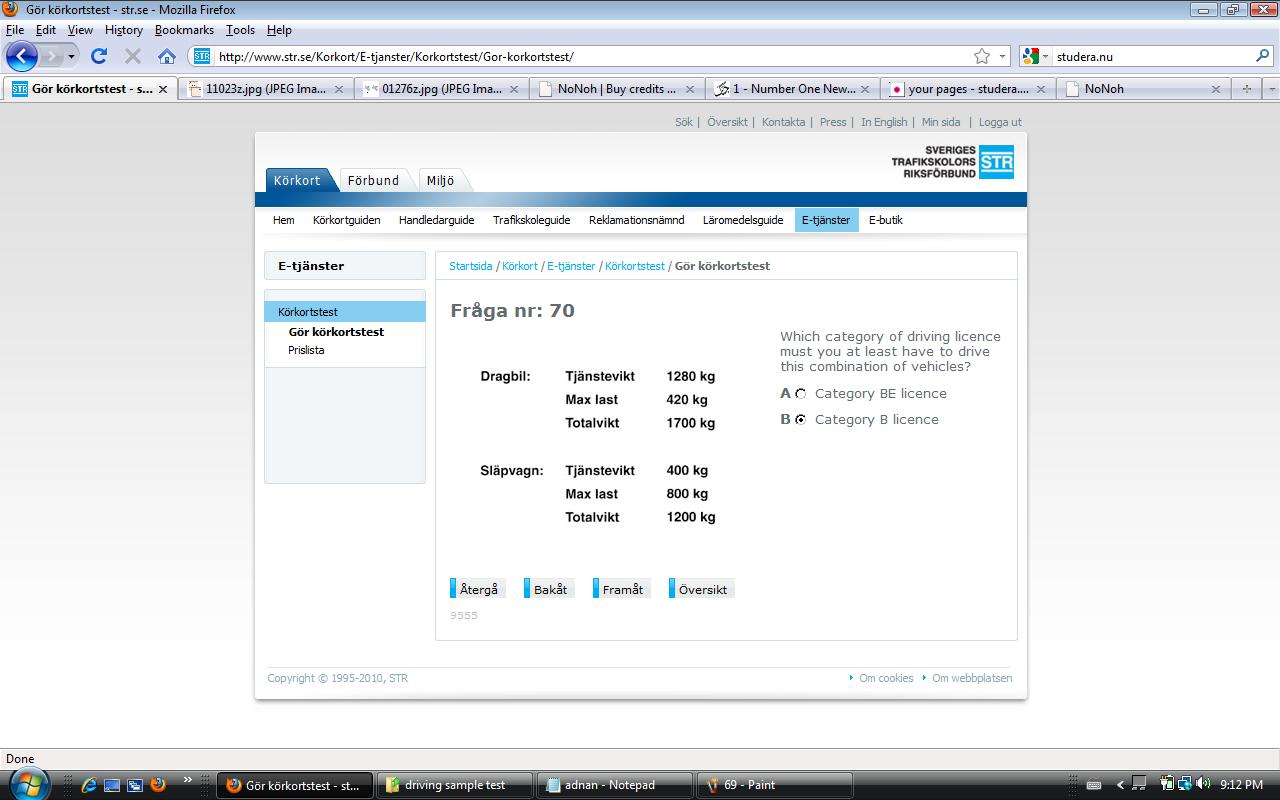 Gör körkortstest - str.se - Mozilla Firefox
File Edit View History Bookmarks Tools Help
STR http://www.str.se/Korkort/E-tjanster/Korkortstest/Gor-korkortstest/ studera.nu
STR Gör körkortstest - s... 11023z.jpg (JPEG Ima... 01276z.jpg (JPEG Ima... NoNoh | Buy credits ... 1 - Number One New... your pages - studera.... NoNoh
Sök | Översikt | Kontakta | Press | In English | Min sida | Logga ut
SVERIGES
TRAFIKSKOLORS
RIKSFÖRBUND
STR
Körkort Förbund Miljö
Hem Körkortguiden Handledarguide Trafikskoleguide Reklamationsnämnd Läromedelsguide E-tjänster E-butik
E-tjänster
Körkortstest
Gör körkortstest
Prislista
Startsida / Körkort / E-tjänster / Körkortstest / Gör körkortstest
Fråga nr: 70
Dragbil: Tjänstevikt 1280 kg
Max last 420 kg
Totalvikt 1700 kg
Släpvagn: Tjänstevikt 400 kg
Max last 800 kg
Totalvikt 1200 kg
Which category of driving licence
must you at least have to drive
this combination of vehicles?
A Category BE licence
B Category B licence
Återgå Bakåt Framåt Översikt
9555
Copyright © 1995-2010, STR Om cookies Om webbplatsen
Done
Gör körkortstest - st... driving sample test adnan - Notepad 69 - Paint 9:12 PM